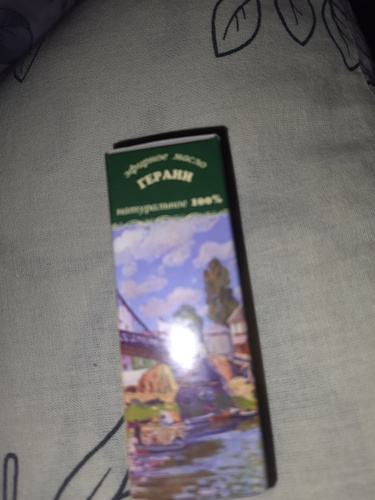 эфирное масло
ГЕРАНИ
натуральное 100%